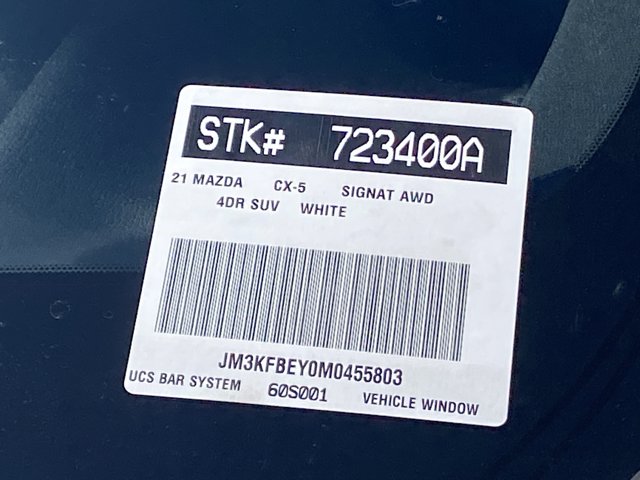 STK# 723400A
21 MAZDA CX-5 SIGNAT AWD
4DR SUV WHITE
JM3KFBEY0M0455803
UCS BAR SYSTEM 60S001 VEHICLE WINDOW